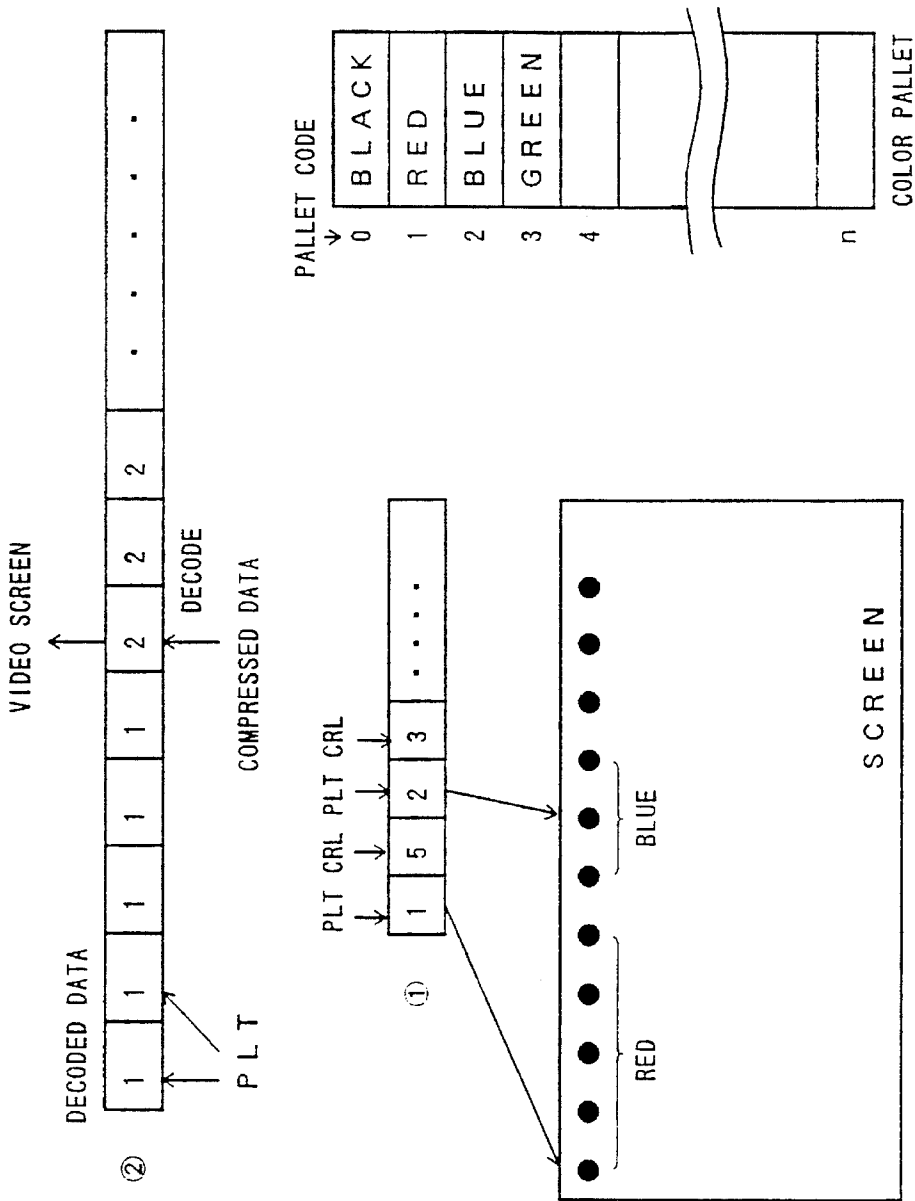 VIDEO SCREEN
DECODED DATA
② 1 1 1 1 1 2 2 2 . . . . .
PLT
DECODE
COMPRESSED DATA
PLT CRL PLT CRL
① 1 5 2 3 . . . .
RED
BLUE
SCREEN
PALLET CODE
0 BLACK
1 RED
2 BLUE
3 GREEN
4
n
COLOR PALLET